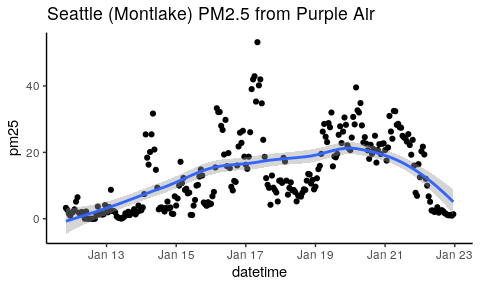 Seattle (Montlake) PM2.5 from Purple Air
40
20
0
pm25
Jan 13 Jan 15 Jan 17 Jan 19 Jan 21 Jan 23
datetime